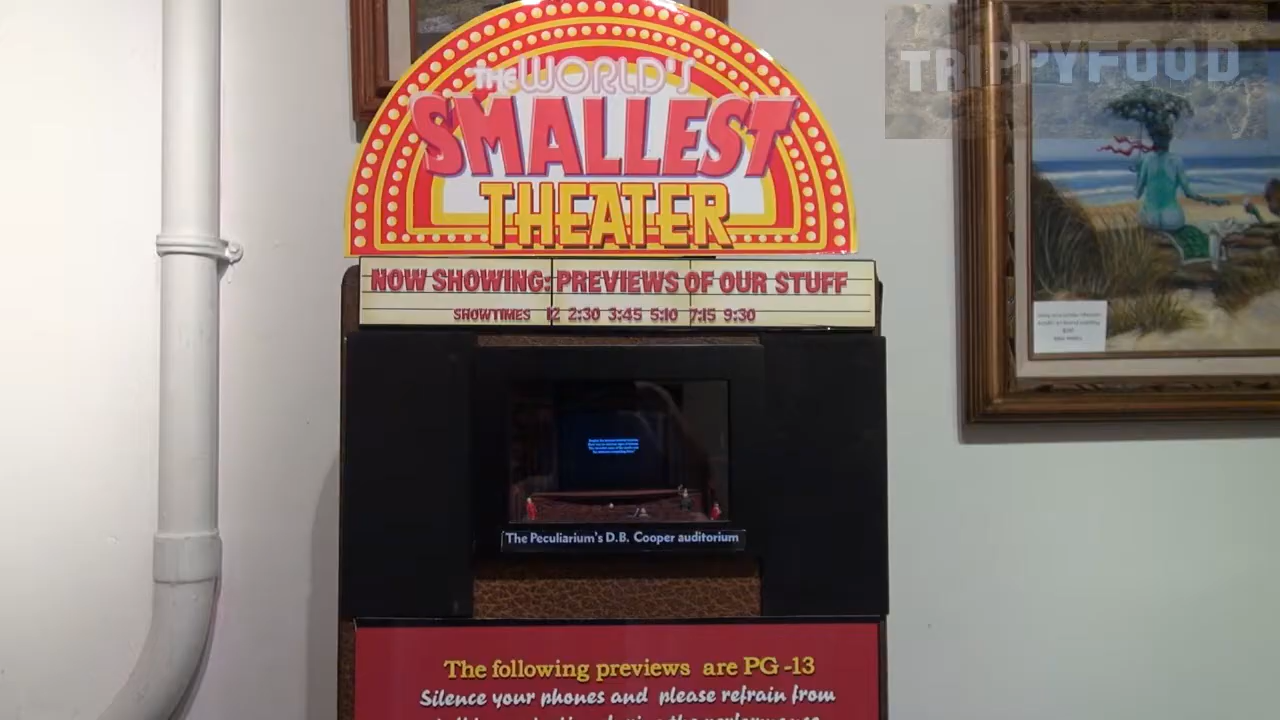 TRIPPYFOOD
THE WORLD'S
SMALLEST
THEATER
NOW SHOWING: PREVIEWS OF OUR STUFF
SHOWTIMES 12 2:30 3:45 5:10 7:15 9:30
The Peculiarium's D.B. Cooper auditorium
The following previews are PG -13
Silence your phones and please refrain from
the performance